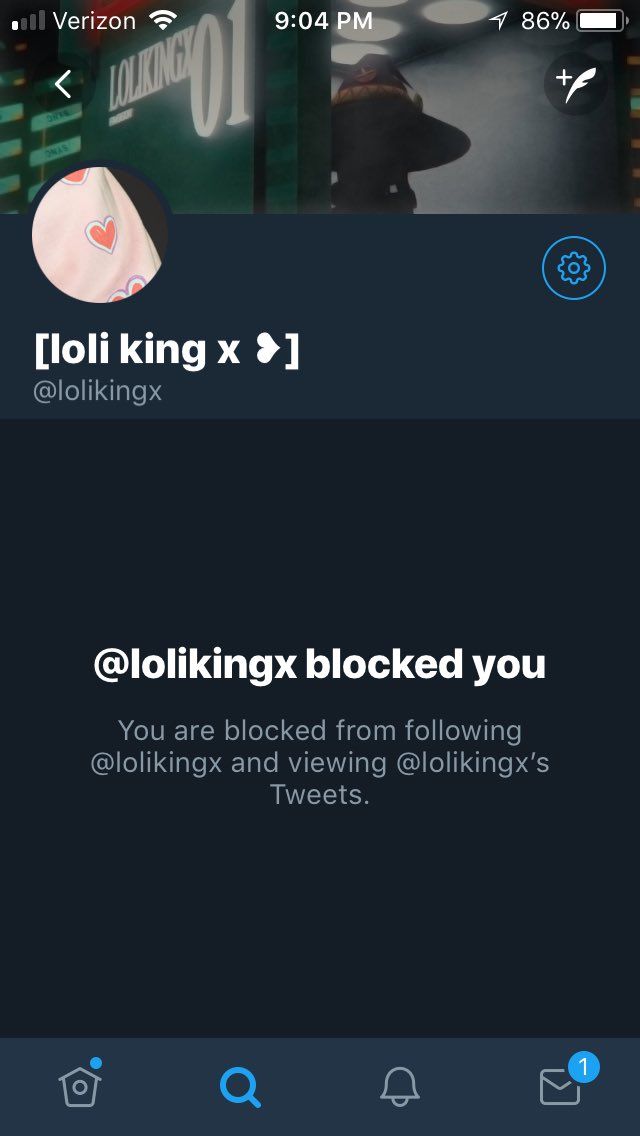 Verizon 9:04 PM 86%
LOLIKINGX 01
[loli king x ❥]
@lolikingx
@lolikingx blocked you
You are blocked from following
@lolikingx and viewing @lolikingx’s
Tweets.
1